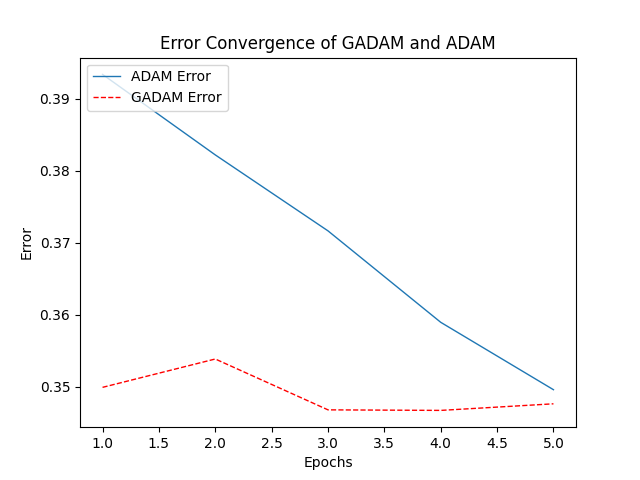 Error Convergence of GADAM and ADAM
ADAM Error
GADAM Error
0.39
0.38
0.37
0.36
0.35
Error
1.0 1.5 2.0 2.5 3.0 3.5 4.0 4.5 5.0
Epochs